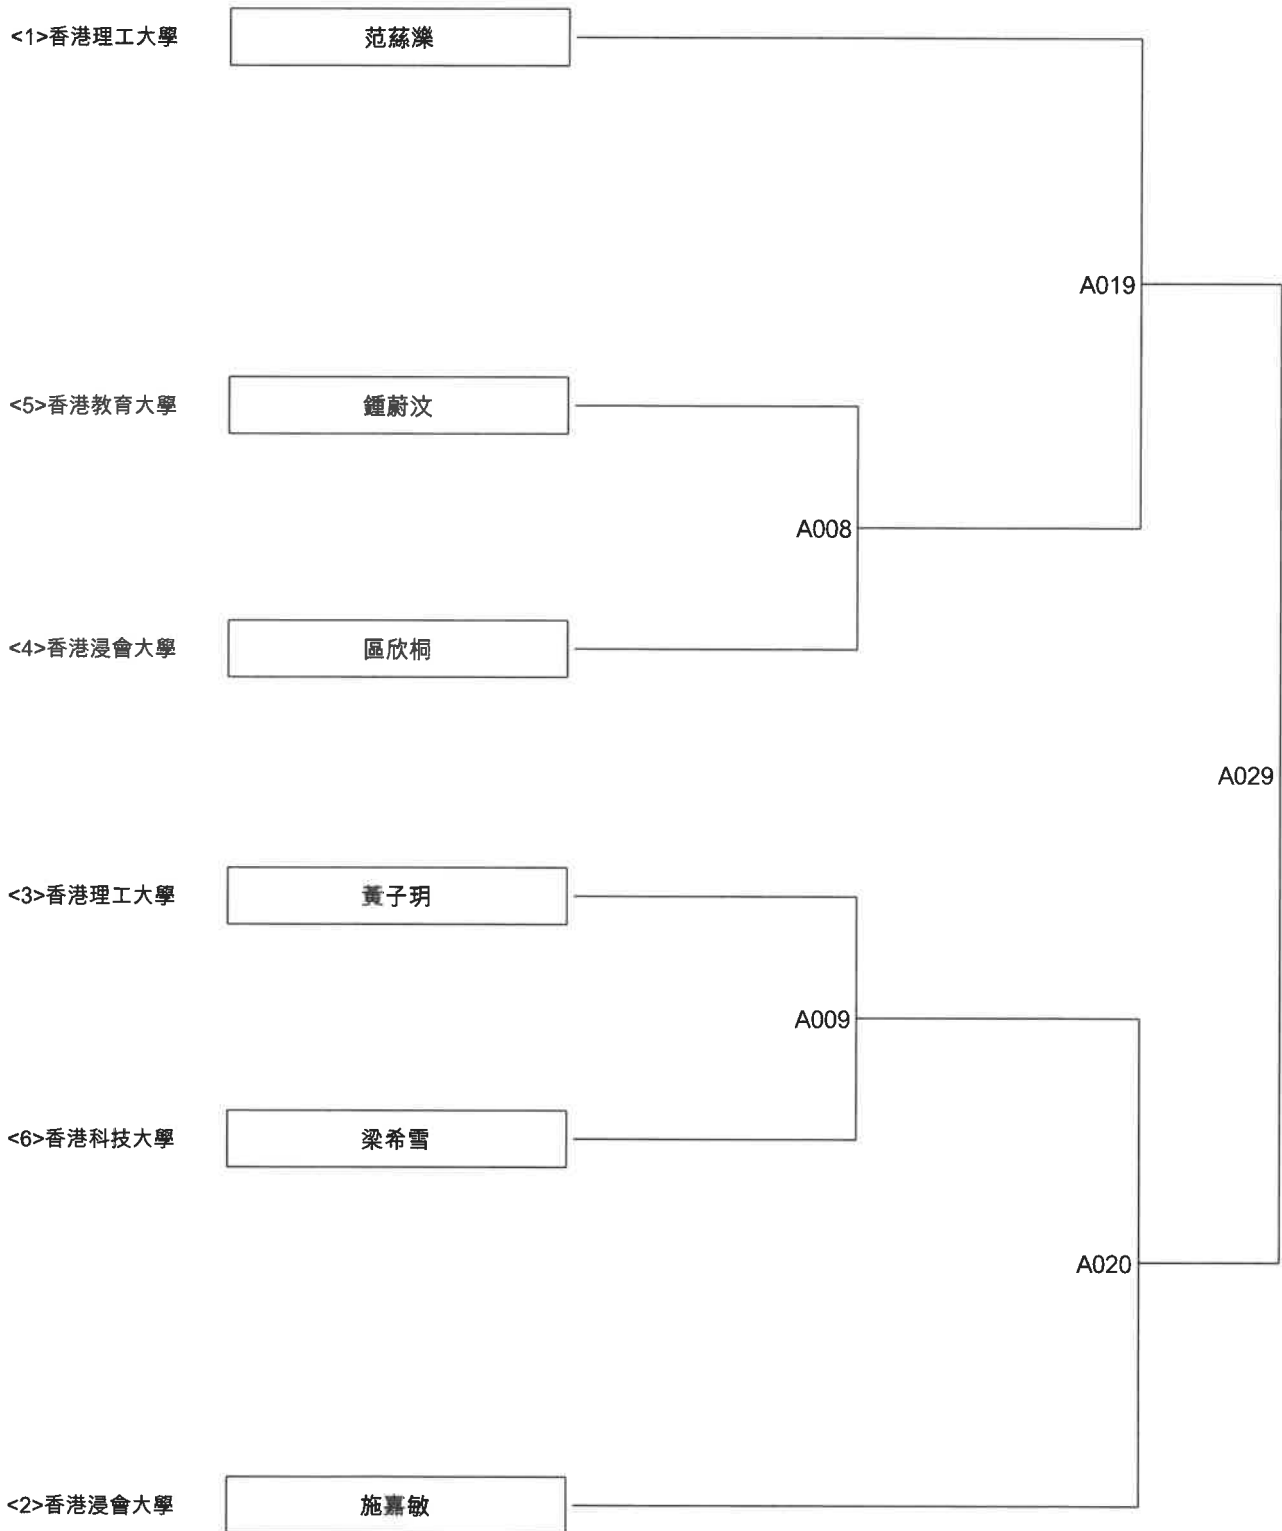 <1>香港理工大學 范蕬濼
A019
<5>香港教育大學 鍾蔚汶
A008
<4>香港浸會大學 區欣桐
A029
<3>香港理工大學 黃子玥
A009
<6>香港科技大學 梁希雪
A020
<2>香港浸會大學 施嘉敏